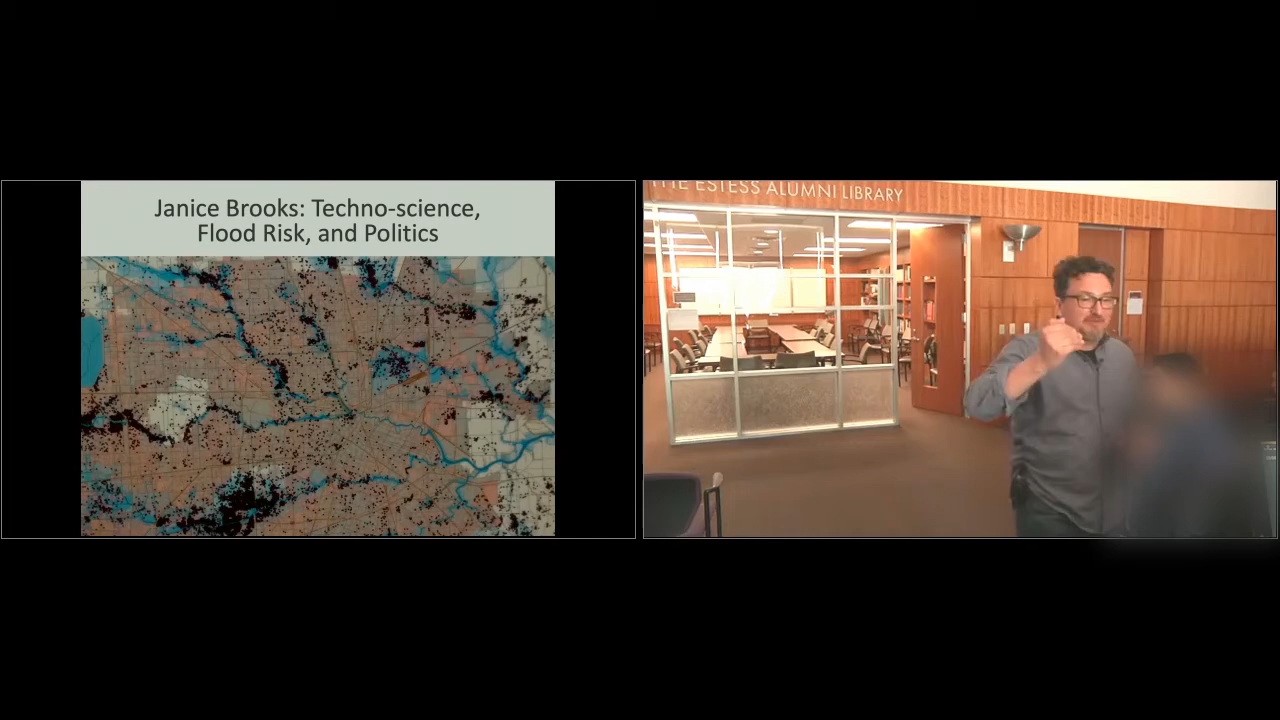 Janice Brooks: Techno-science,
Flood Risk, and Politics
THE ESTESS ALUMNI LIBRARY